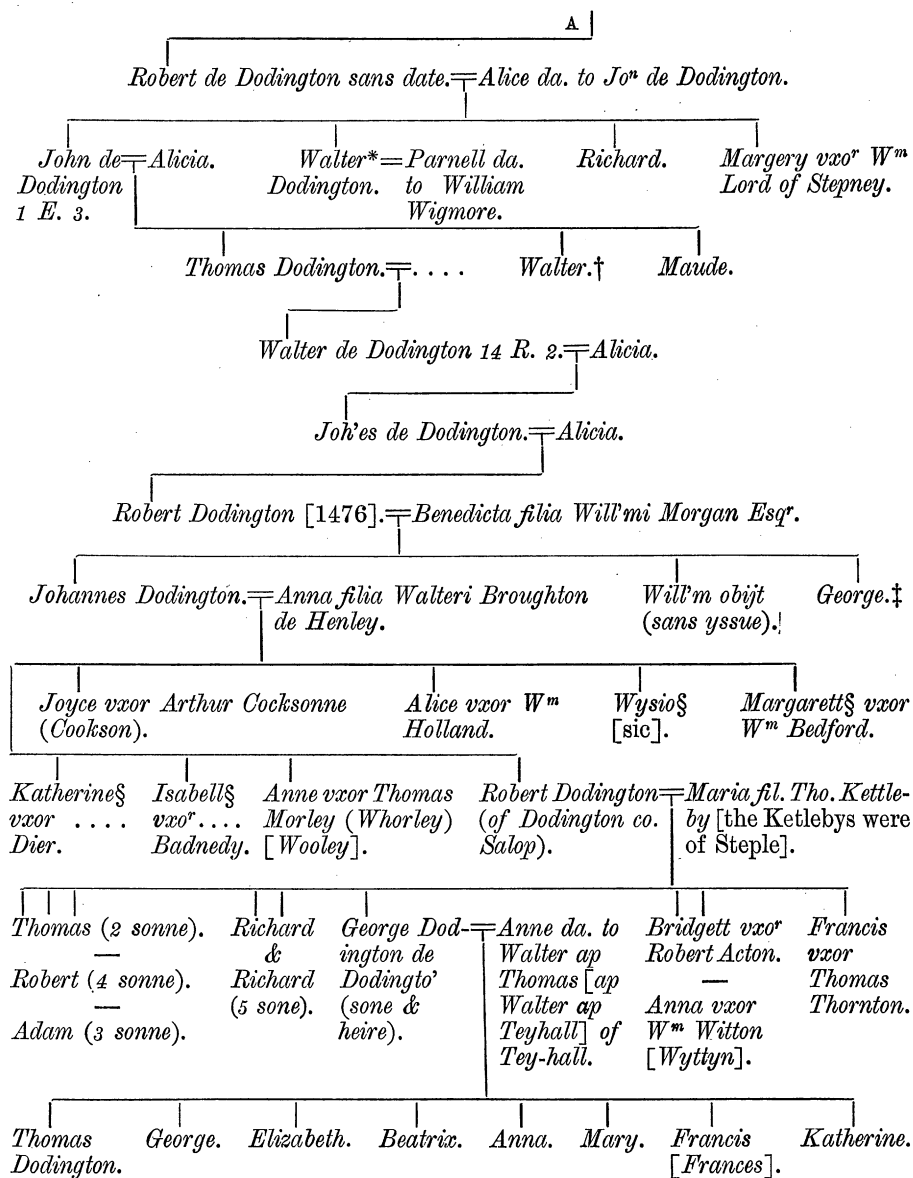 A
Robert de Dodington sans date.=Alice da. to Joⁿ de Dodington.
John de=Alicia.
Dodington
1 E. 3.
Walter*=Parnell da.
Dodington. to William
Wigmore.
Richard.
Margery vxoʳ Wᵐ
Lord of Stepney.
Thomas Dodington.=. . . .
Walter.†
Maude.
Walter de Dodington 14 R. 2.=Alicia.
Joh'es de Dodington.=Alicia.
Robert Dodington [1476].=Benedicta filia Will'mi Morgan Esqʳ.
Johannes Dodington.=Anna filia Walteri Broughton
de Henley.
Will'm obijt
(sans yssue).
George.‡
Joyce vxor Arthur Cocksonne
(Cookson).
Alice vxor Wᵐ
Holland.
Wysio§
[sic].
Margarett§ vxor
Wᵐ Bedford.
Katherine§
vxor . . . .
Dier.
Isabell§
vxoʳ . . . .
Badnedy.
Anne vxor Thomas
Morley (Whorley)
[Wooley].
Robert Dodington=Maria fil. Tho. Kettle-
(of Dodington co. by [the Ketlebys were
Salop). of Steple].
Thomas (2 sonne).
—
Robert (4 sonne).
—
Adam (3 sonne).
Richard
&
Richard
(5 sone).
George Dod-=
ington de
Dodingto'
(sone &
heire).
Anne da. to
Walter ap
Thomas [ap
Walter ap
Teyhall] of
Tey-hall.
Bridgett vxoʳ
Robert Acton.
—
Anna vxor
Wᵐ Witton
[Wyttyn].
Francis
vxor
Thomas
Thornton.
Thomas
Dodington.
George.
Elizabeth.
Beatrix.
Anna.
Mary.
Francis
[Frances].
Katherine.